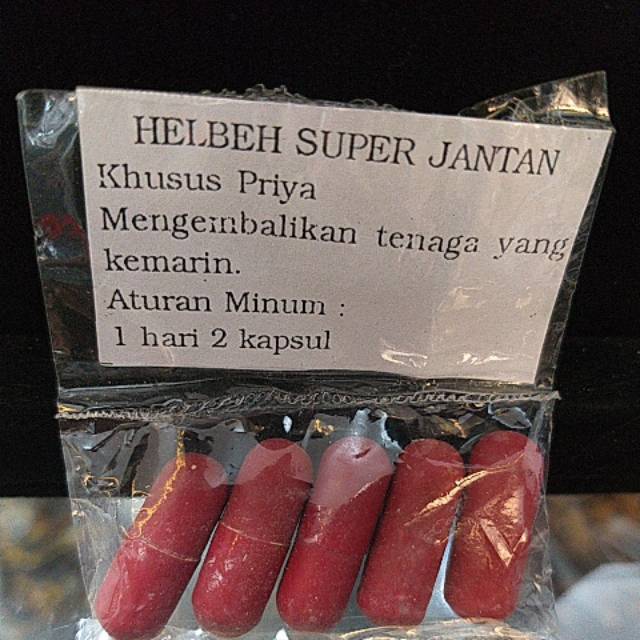 HELBEH SUPER JANTAN
Khusus Priya
Mengembalikan tenaga yang
kemarin.
Aturan Minum :
1 hari 2 kapsul